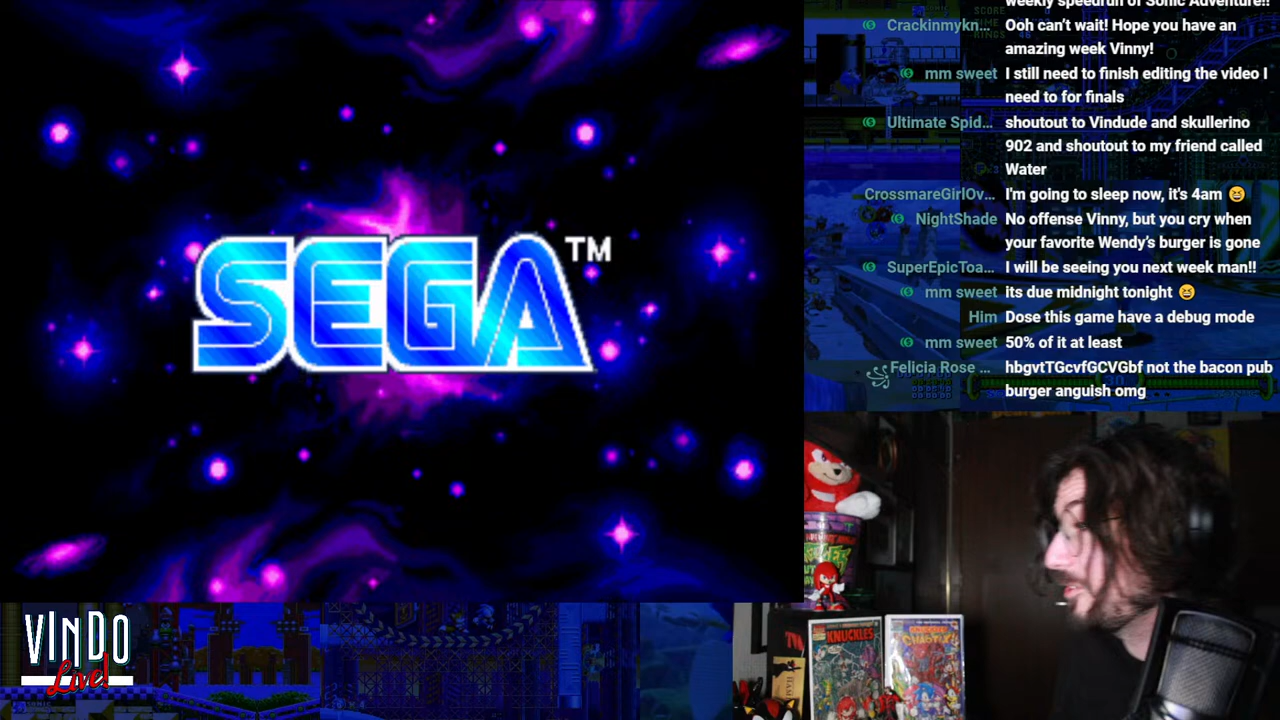 weekly speedrun of Sonic Adventure!!
Crackinmykn... Ooh can't wait! Hope you have an
amazing week Vinny!
mm sweet I still need to finish editing the video I
need to for finals
Ultimate Spid... shoutout to Vindude and skullerino
902 and shoutout to my friend called
Water
CrossmareGirlOv... I'm going to sleep now, it's 4am 😆
NightShade No offense Vinny, but you cry when
your favorite Wendy's burger is gone
SuperEpicToa... I will be seeing you next week man!!
mm sweet its due midnight tonight 😆
Him Dose this game have a debug mode
mm sweet 50% of it at least
Felicia Rose ... hbgvtTGcvfGCVGbf not the bacon pub
burger anguish omg
SEGA™
VINDO
Live!
KNUCKLES